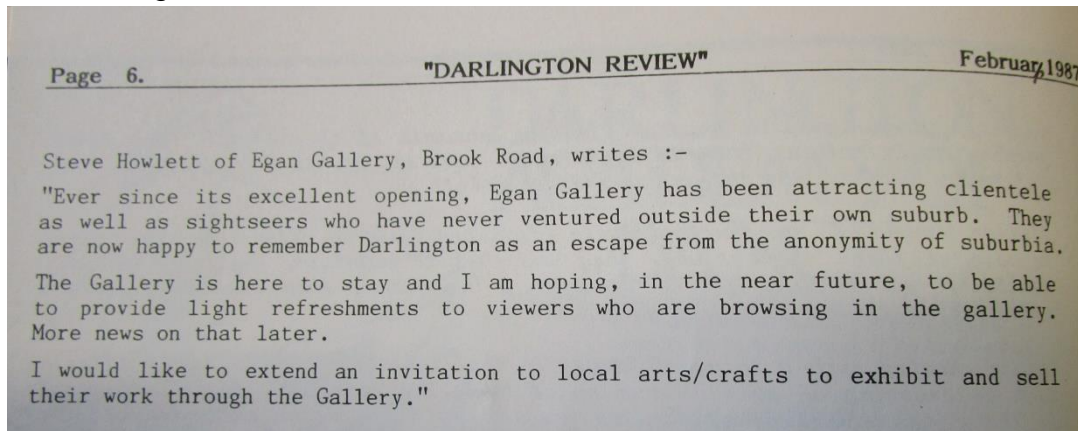 Page 6. "DARLINGTON REVIEW" February, 1987
Steve Howlett of Egan Gallery, Brook Road, writes :-
"Ever since its excellent opening, Egan Gallery has been attracting clientele
as well as sightseers who have never ventured outside their own suburb. They
are now happy to remember Darlington as an escape from the anonymity of suburbia.
The Gallery is here to stay and I am hoping, in the near future, to be able
to provide light refreshments to viewers who are browsing in the gallery.
More news on that later.
I would like to extend an invitation to local arts/crafts to exhibit and sell
their work through the Gallery."